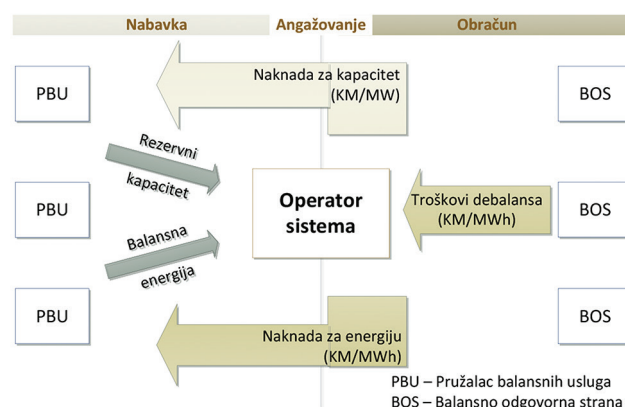 Nabavka
Angažovanje
Obračun
PBU
Naknada za kapacitet
(KM/MW)
BOS
Rezervni
kapacitet
PBU
Operator
sistema
Troškovi debalansa
(KM/MWh)
BOS
Balansna
energija
PBU
Naknada za energiju
(KM/MWh)
BOS
PBU – Pružalac balansnih usluga
BOS – Balansno odgovorna strana